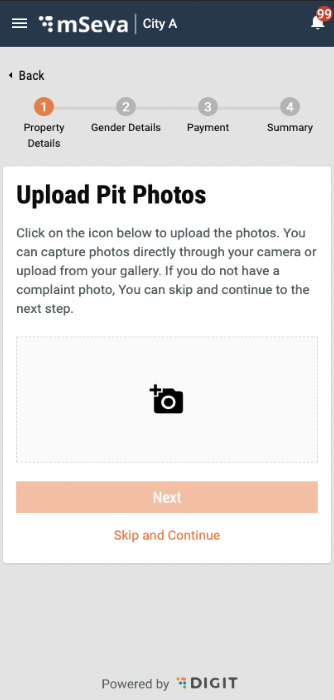 mSeva City A
99
Back
1 2 3 4
Property Gender Details Payment Summary
Details
Upload Pit Photos
Click on the icon below to upload the photos. You
can capture photos directly through your camera or
upload from your gallery. If you do not have a
complaint photo, You can skip and continue to the
next step.
Next
Skip and Continue
Powered by DIGIT